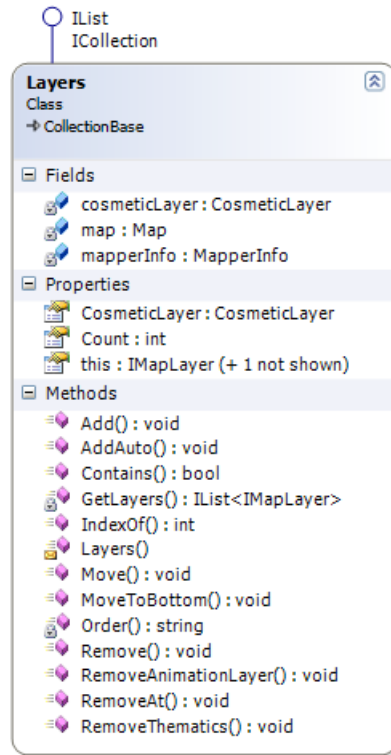 IList
ICollection
Layers
Class
CollectionBase
Fields
cosmeticLayer : CosmeticLayer
map : Map
mapperInfo : MapperInfo
Properties
CosmeticLayer : CosmeticLayer
Count : int
this : IMapLayer (+ 1 not shown)
Methods
Add() : void
AddAuto() : void
Contains() : bool
GetLayers() : IList<IMapLayer>
IndexOf() : int
Layers()
Move() : void
MoveToBottom() : void
Order() : string
Remove() : void
RemoveAnimationLayer() : void
RemoveAt() : void
RemoveThematics() : void